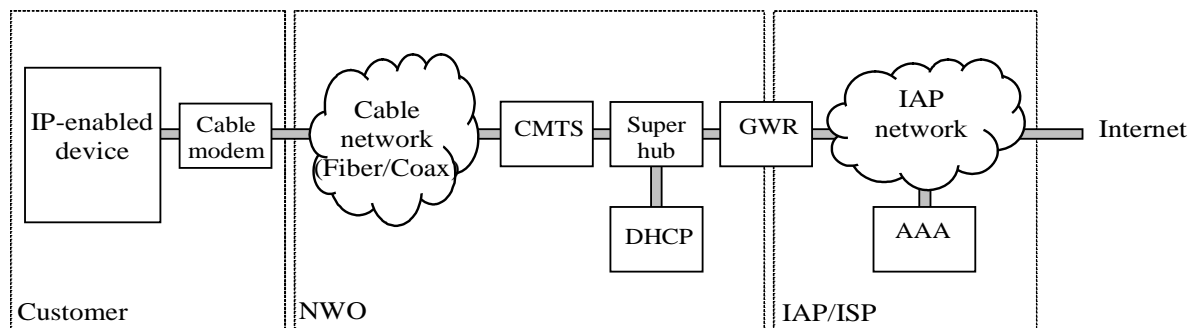 IP-enabled
device
Cable
modem
Cable
network
(Fiber/Coax)
CMTS
Super
hub
GWR
IAP
network
Internet
DHCP
AAA
Customer
NWO
IAP/ISP